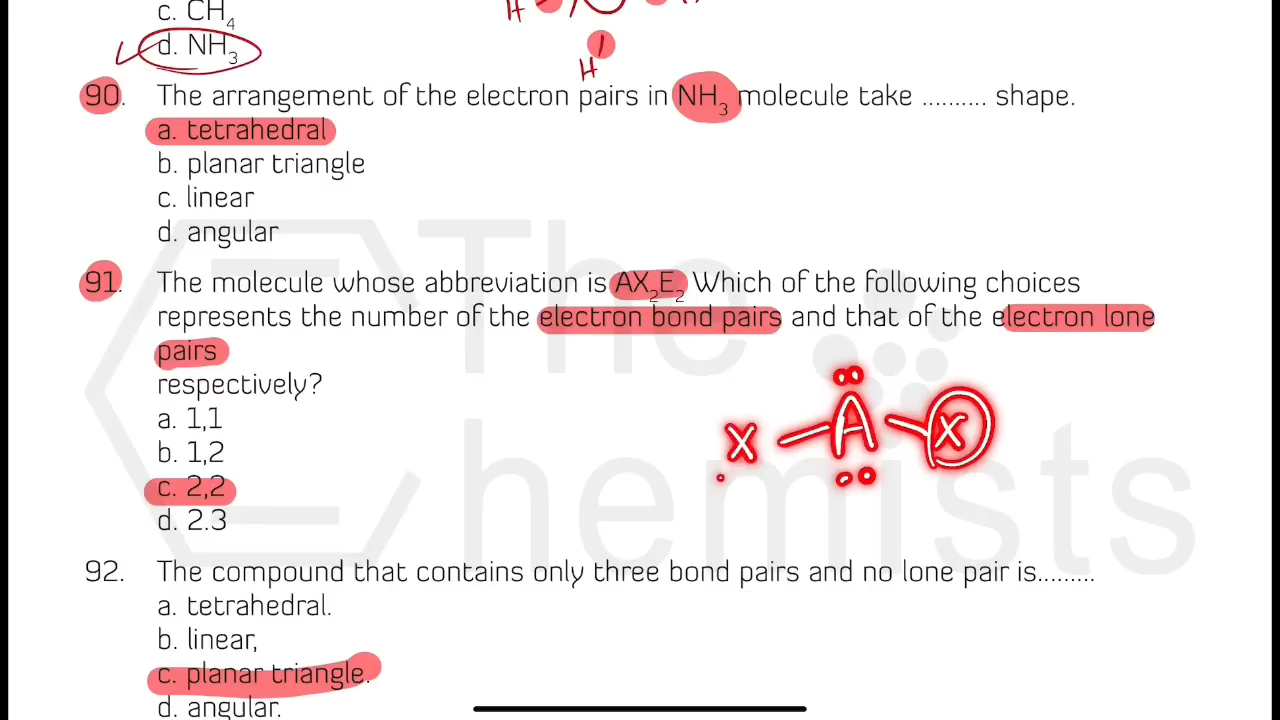 c. CH₄
H
d. NH₃
H
90. The arrangement of the electron pairs in NH₃ molecule take .......... shape.
a. tetrahedral
b. planar triangle
c. linear
d. angular
91. The molecule whose abbreviation is AX₂E₂ Which of the following choices
represents the number of the electron bond pairs and that of the electron lone
pairs
respectively?
a. 1,1
b. 1,2
c. 2,2
d. 2.3
X A X
92. The compound that contains only three bond pairs and no lone pair is.........
a. tetrahedral.
b. linear,
c. planar triangle.
d. angular.
The
Chemists